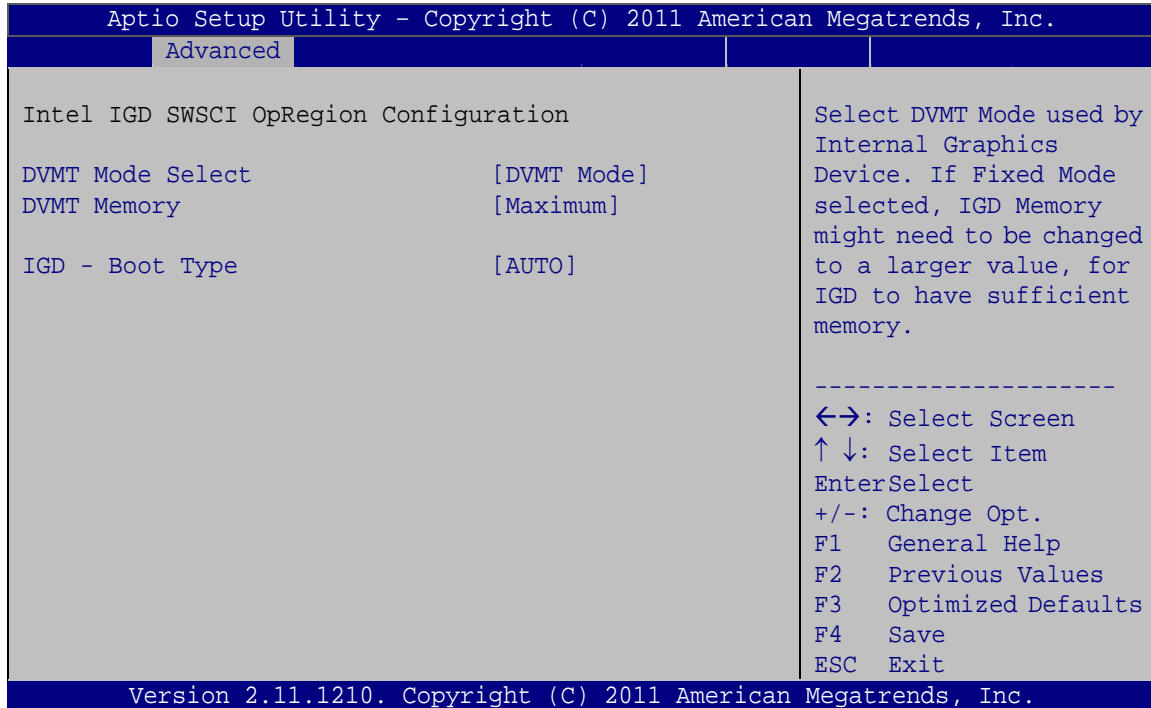 Aptio Setup Utility – Copyright (C) 2011 American Megatrends, Inc.
Advanced
Intel IGD SWSCI OpRegion Configuration
DVMT Mode Select [DVMT Mode]
DVMT Memory [Maximum]
IGD - Boot Type [AUTO]
Select DVMT Mode used by
Internal Graphics
Device. If Fixed Mode
selected, IGD Memory
might need to be changed
to a larger value, for
IGD to have sufficient
memory.
---------------------
←→: Select Screen
↑ ↓: Select Item
EnterSelect
+/-: Change Opt.
F1 General Help
F2 Previous Values
F3 Optimized Defaults
F4 Save
ESC Exit
Version 2.11.1210. Copyright (C) 2011 American Megatrends, Inc.